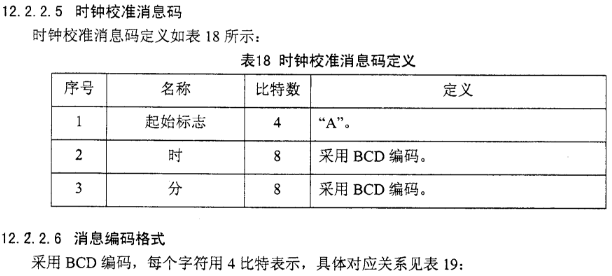 12.2.2.5 时钟校准消息码
时钟校准消息码定义如表 18 所示：
表18 时钟校准消息码定义
序号 名称 比特数 定义
1 起始标志 4 “A”。
2 时 8 采用 BCD 编码。
3 分 8 采用 BCD 编码。
12.2.2.6 消息编码格式
采用 BCD 编码，每个字符用 4 比特表示，具体对应关系见表 19：